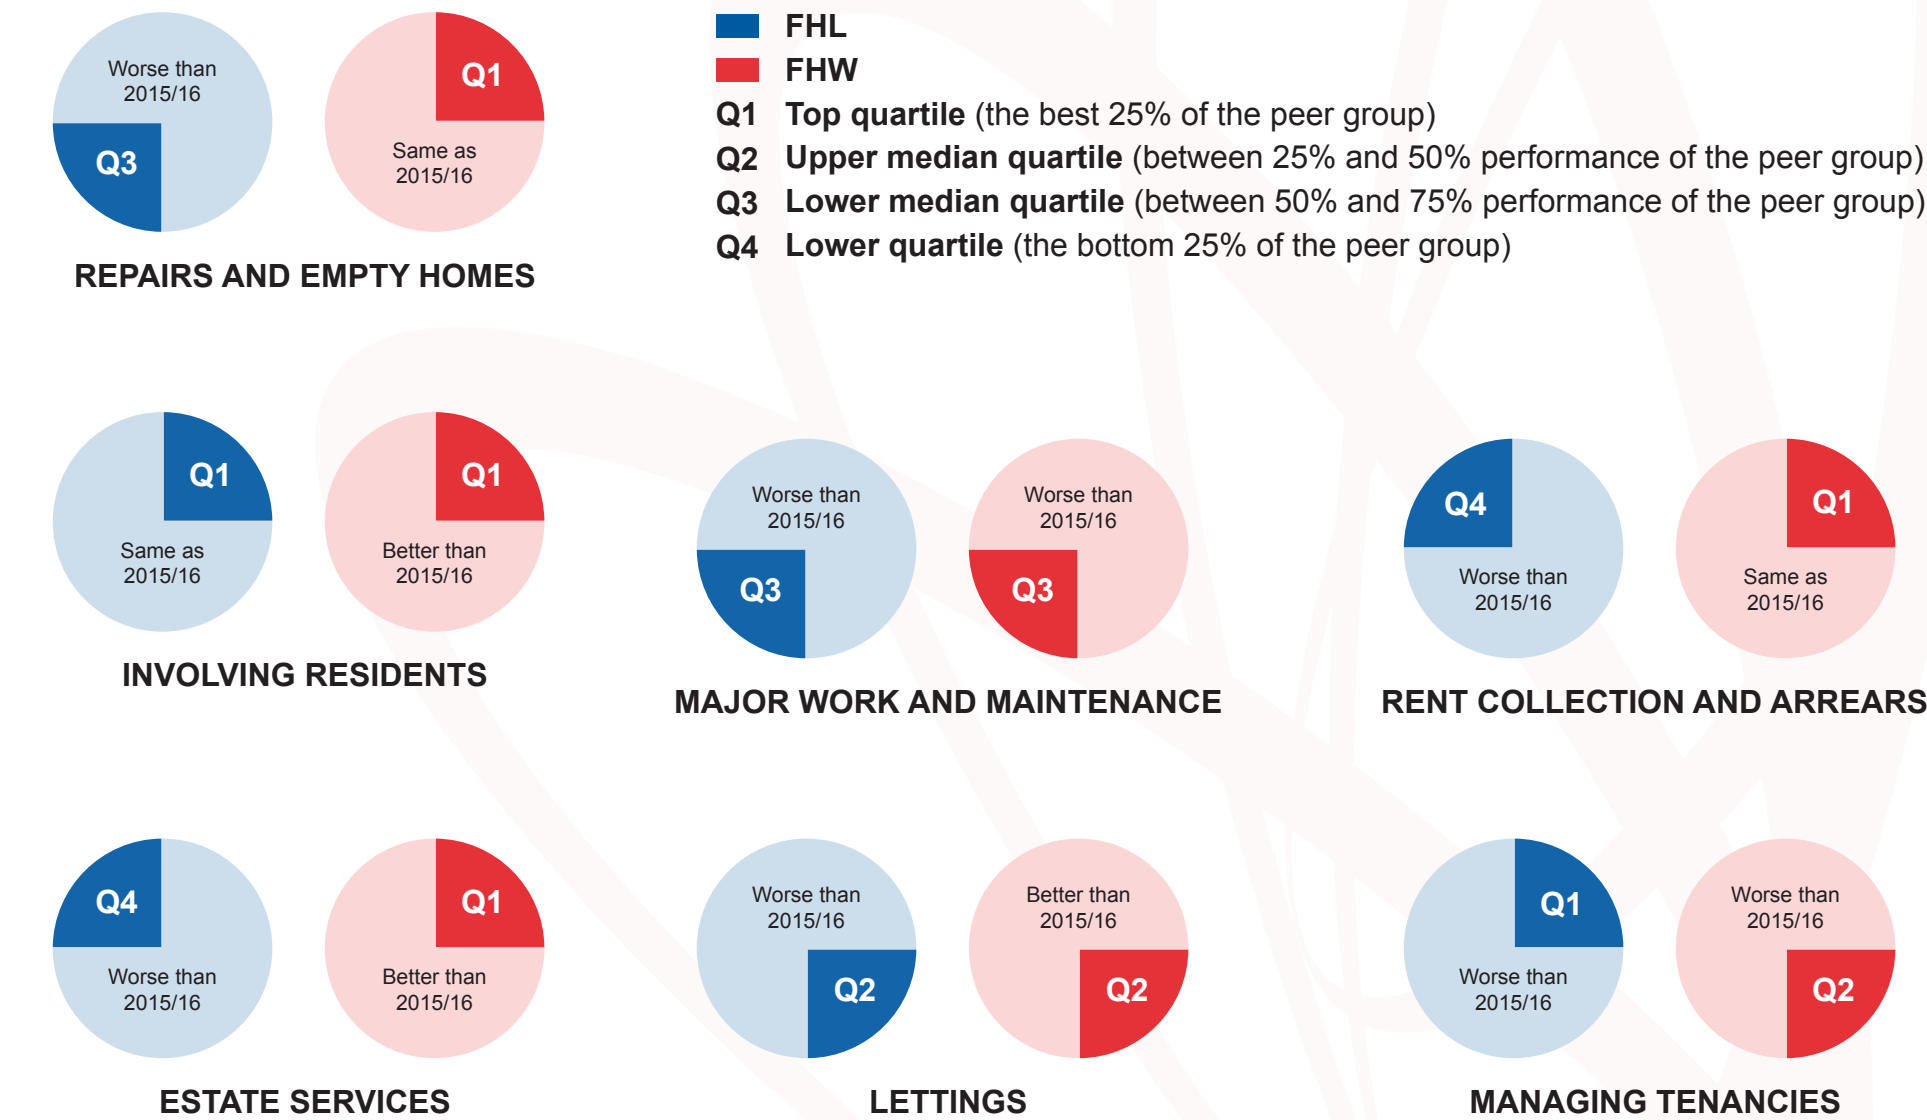 Worse than
2015/16
Q3
Q1
Same as
2015/16
REPAIRS AND EMPTY HOMES
FHL
FHW
Q1 Top quartile (the best 25% of the peer group)
Q2 Upper median quartile (between 25% and 50% performance of the peer group)
Q3 Lower median quartile (between 50% and 75% performance of the peer group)
Q4 Lower quartile (the bottom 25% of the peer group)
Q1
Same as
2015/16
Q1
Better than
2015/16
INVOLVING RESIDENTS
Worse than
2015/16
Q3
Worse than
2015/16
Q3
MAJOR WORK AND MAINTENANCE
Q4
Worse than
2015/16
Q1
Same as
2015/16
RENT COLLECTION AND ARREARS
Q4
Worse than
2015/16
Q1
Better than
2015/16
ESTATE SERVICES
Worse than
2015/16
Q2
Better than
2015/16
Q2
LETTINGS
Q1
Worse than
2015/16
Worse than
2015/16
Q2
MANAGING TENANCIES